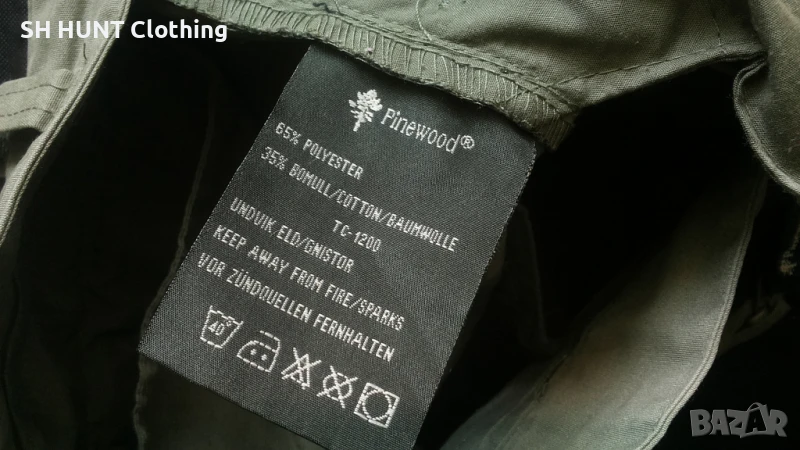 SH HUNT Clothing
Pinewood®
65% POLYESTER
35% BOMULL/COTTON/BAUMWOLLE
TC-1200
UNDVIK ELD/GNISTOR
KEEP AWAY FROM FIRE/SPARKS
VOR ZÜNDQUELLEN FERNHALTEN
40°
BAZAR